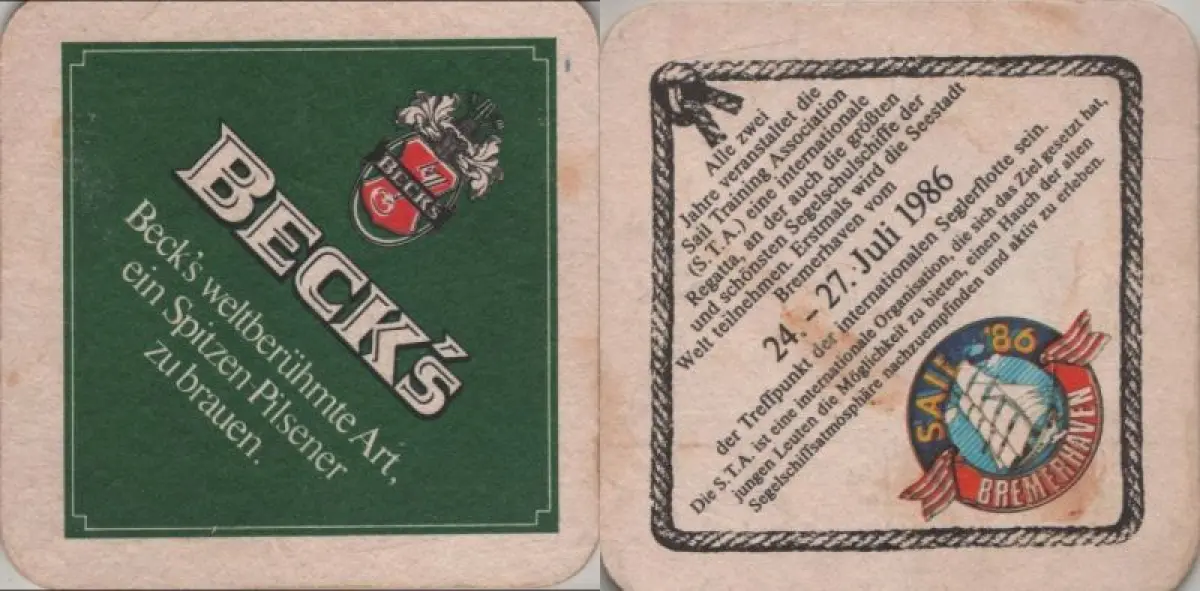 BECK'S
BECK'S
Beck's weltberühmte Art,
ein Spitzen-Pilsener
zu brauen.
Alle zwei
Jahre veranstaltet die
Sail Training Association
(S.T.A.) eine internationale
Regatta, an der auch die größten
und schönsten Segelschulschiffe der
Welt teilnehmen. Erstmals wird die Seestadt
Bremerhaven vom
24. – 27. Juli 1986
der Treffpunkt der internationalen Seglerflotte sein.
Die S.T.A. ist eine internationale Organisation, die sich das Ziel gesetzt hat,
jungen Leuten die Möglichkeit zu bieten, einen Hauch der alten
Segelschiffsatmosphäre nachzuempfinden und aktiv zu erleben.
SAIL '86
BREMERHAVEN